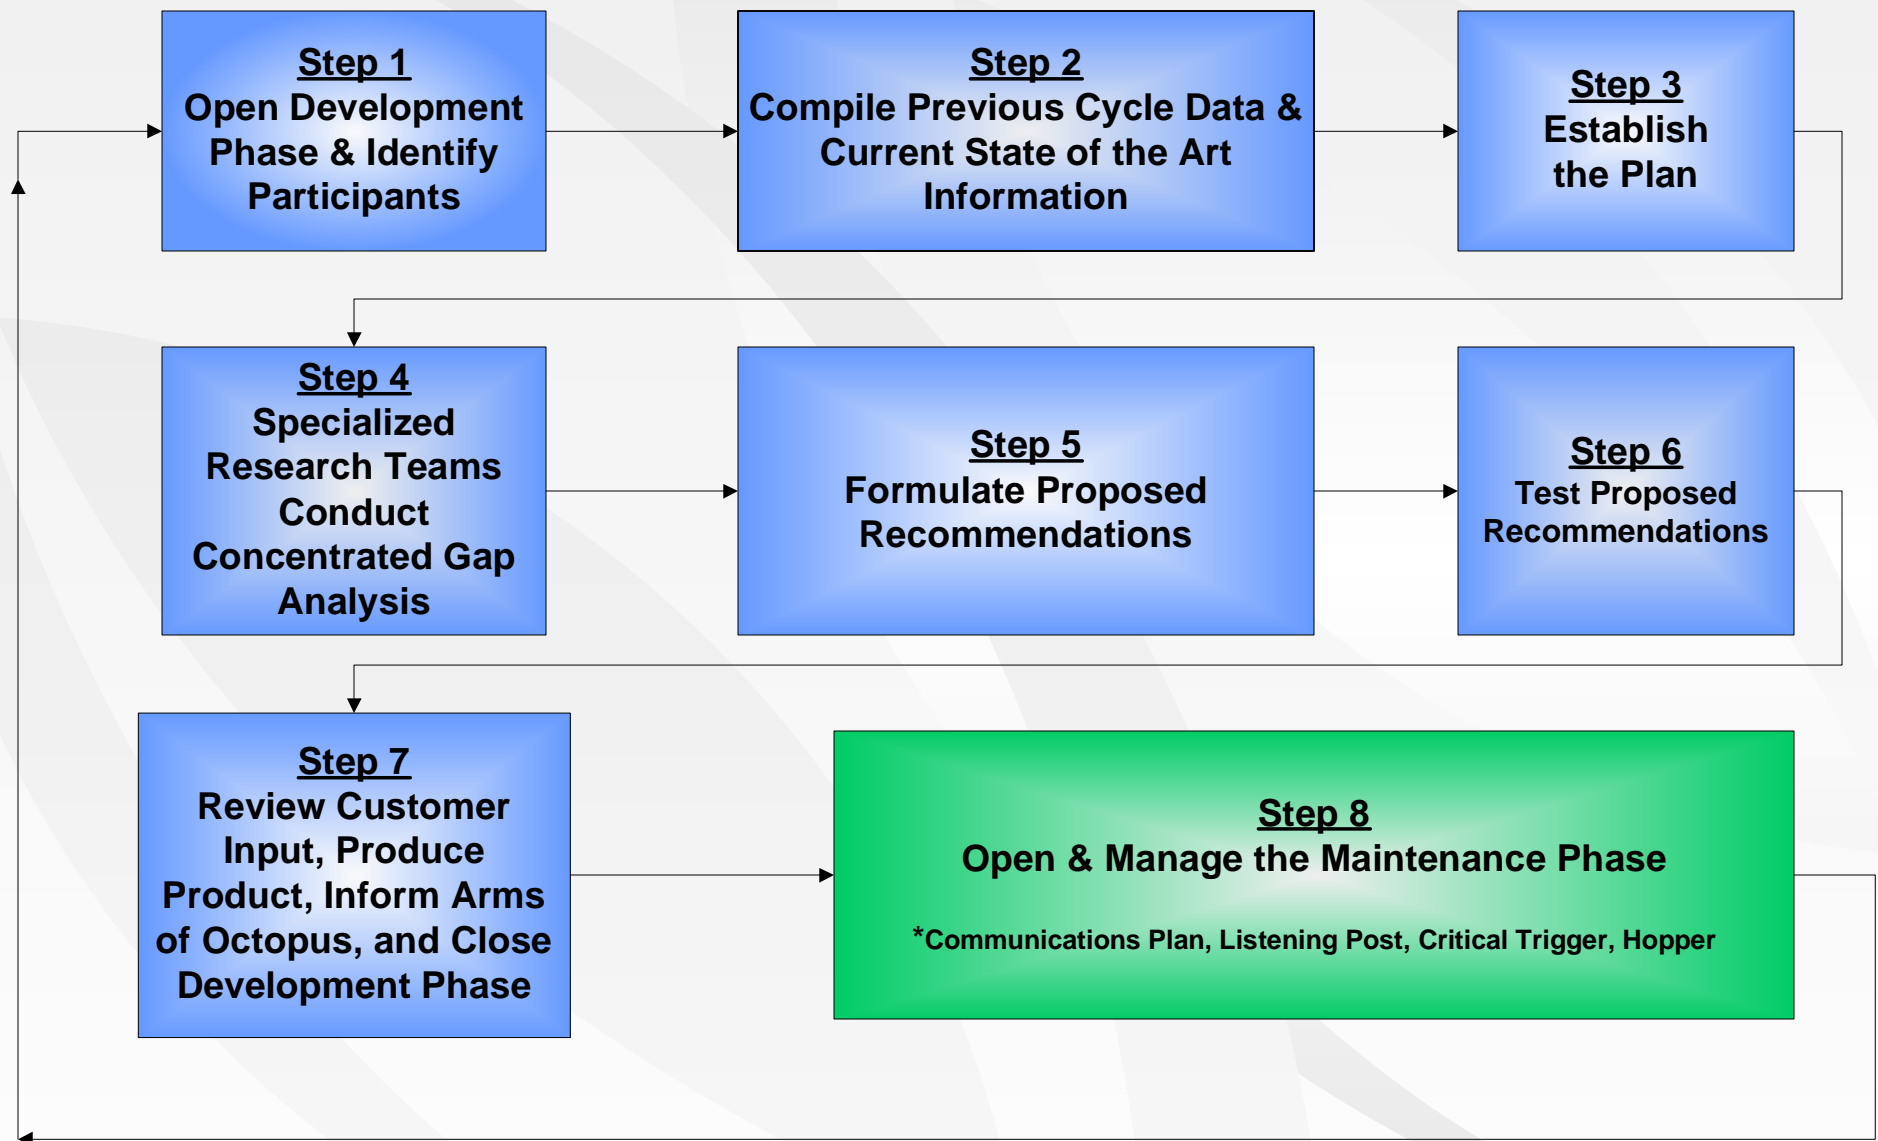 Step 1
Open Development
Phase & Identify
Participants
Step 2
Compile Previous Cycle Data &
Current State of the Art
Information
Step 3
Establish
the Plan
Step 4
Specialized
Research Teams
Conduct
Concentrated Gap
Analysis
Step 5
Formulate Proposed
Recommendations
Step 6
Test Proposed
Recommendations
Step 7
Review Customer
Input, Produce
Product, Inform Arms
of Octopus, and Close
Development Phase
Step 8
Open & Manage the Maintenance Phase
*Communications Plan, Listening Post, Critical Trigger, Hopper